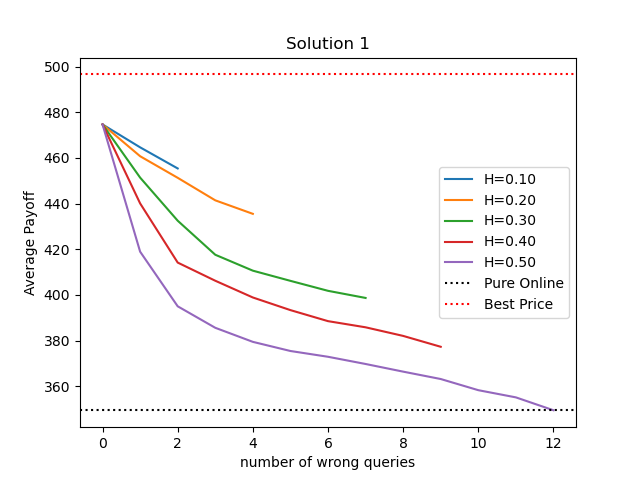 Solution 1
Average Payoff
500
480
460
440
420
400
380
360
H=0.10
H=0.20
H=0.30
H=0.40
H=0.50
Pure Online
Best Price
0 2 4 6 8 10 12
number of wrong queries